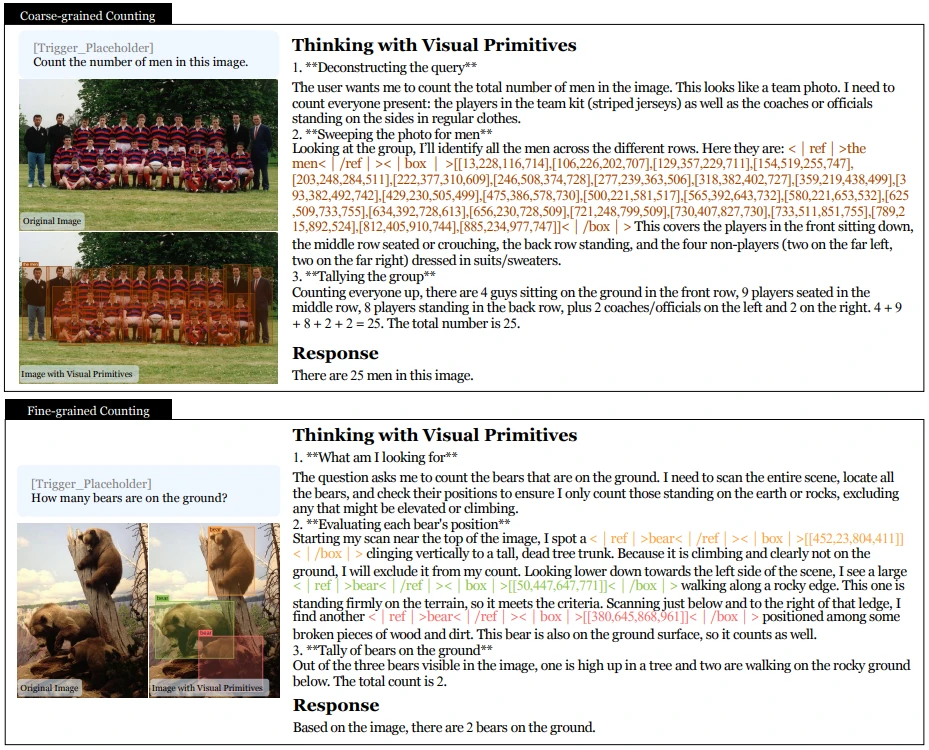 Coarse-grained Counting
[Trigger_Placeholder]
Count the number of men in this image.
Original Image
the men
Image with Visual Primitives
Thinking with Visual Primitives
1. **Deconstructing the query**
The user wants me to count the total number of men in the image. This looks like a team photo. I need to
count everyone present: the players in the team kit (striped jerseys) as well as the coaches or officials
standing on the sides in regular clothes.
2. **Sweeping the photo for men**
Looking at the group, I'll identify all the men across the different rows. Here they are: < | ref | >the
men< | /ref | >< | box | >[[13,228,116,714],[106,226,202,707],[129,357,229,711],[154,519,255,747],
[203,248,284,511],[222,377,310,609],[246,508,374,728],[277,239,363,506],[318,382,402,727],[359,219,438,499],[3
93,382,492,742],[429,230,505,499],[475,386,578,730],[500,221,581,517],[565,392,643,732],[580,221,653,532],[625
,509,733,755],[634,392,728,613],[656,230,728,509],[721,248,799,509],[730,407,827,730],[733,511,851,755],[789,2
15,892,524],[812,405,910,744],[885,234,977,747]]< | /box | > This covers the players in the front sitting down,
the middle row seated or crouching, the back row standing, and the four non-players (two on the far left,
two on the far right) dressed in suits/sweaters.
3. **Tallying the group**
Counting everyone up, there are 4 guys sitting on the ground in the front row, 9 players seated in the
middle row, 8 players standing in the back row, plus 2 coaches/officials on the left and 2 on the right. 4 + 9
+ 8 + 2 + 2 = 25. The total number is 25.
Response
There are 25 men in this image.
Fine-grained Counting
[Trigger_Placeholder]
How many bears are on the ground?
bear
bear
bear
Original Image
Image with Visual Primitives
Thinking with Visual Primitives
1. **What am I looking for**
The question asks me to count the bears that are on the ground. I need to scan the entire scene, locate all
the bears, and check their positions to ensure I only count those standing on the earth or rocks, excluding
any that might be elevated or climbing.
2. **Evaluating each bear's position**
Starting my scan near the top of the image, I spot a < | ref | >bear< | /ref | >< | box | >[[452,23,804,411]]
< | /box | > clinging vertically to a tall, dead tree trunk. Because it is climbing and clearly not on the
ground, I will exclude it from my count. Looking lower down towards the left side of the scene, I see a large
< | ref | >bear< | /ref | >< | box | >[[50,447,647,771]]< | /box | > walking along a rocky edge. This one is
standing firmly on the terrain, so it meets the criteria. Scanning just below and to the right of that ledge, I
find another < | ref | >bear< | /ref | >< | box | >[[380,645,868,961]]< | /box | > positioned among some
broken pieces of wood and dirt. This bear is also on the ground surface, so it counts as well.
3. **Tally of bears on the ground**
Out of the three bears visible in the image, one is high up in a tree and two are walking on the rocky ground
below. The total count is 2.
Response
Based on the image, there are 2 bears on the ground.